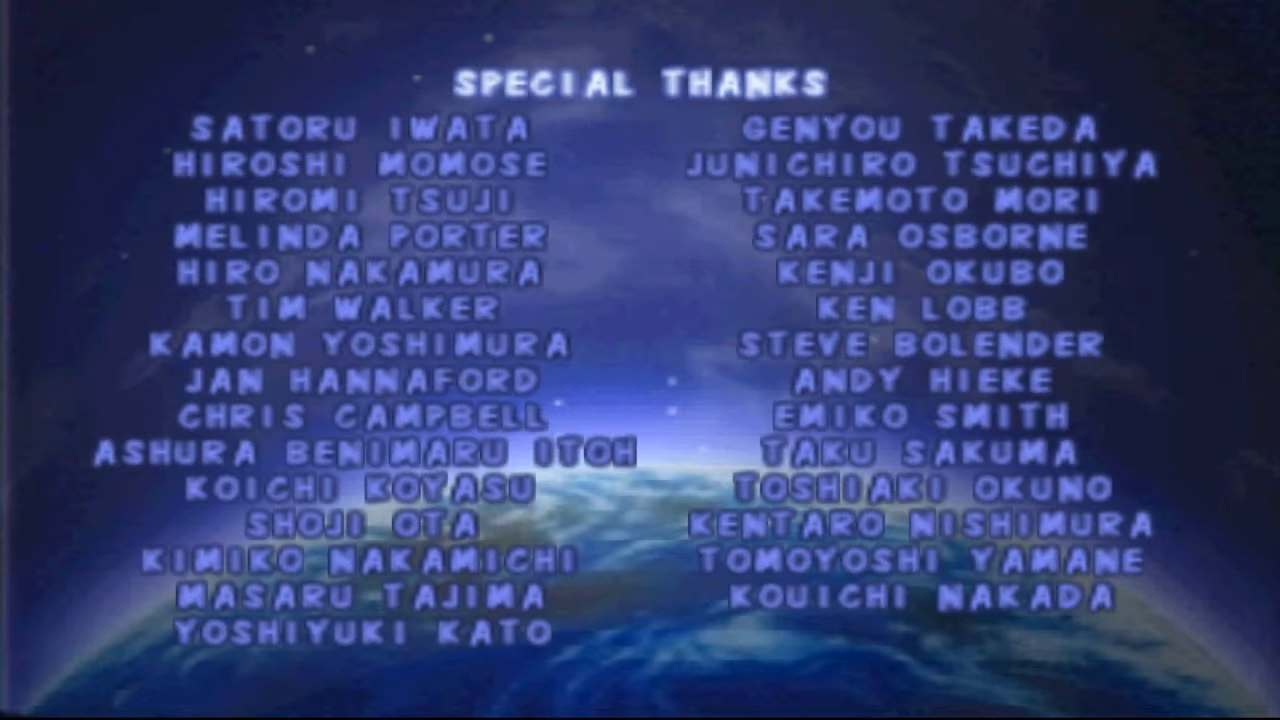 SPECIAL THANKS
SATORU IWATA GENYOU TAKEDA
HIROSHI MOMOSE JUNICHIRO TSUCHIYA
HIROMI TSUJI TAKEMOTO MORI
MELINDA PORTER SARA OSBORNE
HIRO NAKAMURA KENJI OKUBO
TIM WALKER KEN LOBB
KAMON YOSHIMURA STEVE BOLENDER
JAN HANNAFORD ANDY HIEKE
CHRIS CAMPBELL EMIKO SMITH
ASHURA BENIMARU ITOH TAKU SAKUMA
KOICHI KOYASU TOSHIAKI OKUNO
SHOJI OTA KENTARO NISHIMURA
KIMIKO NAKAMICHI TOMOYOSHI YAMANE
MASARU TAJIMA KOUICHI NAKADA
YOSHIYUKI KATO